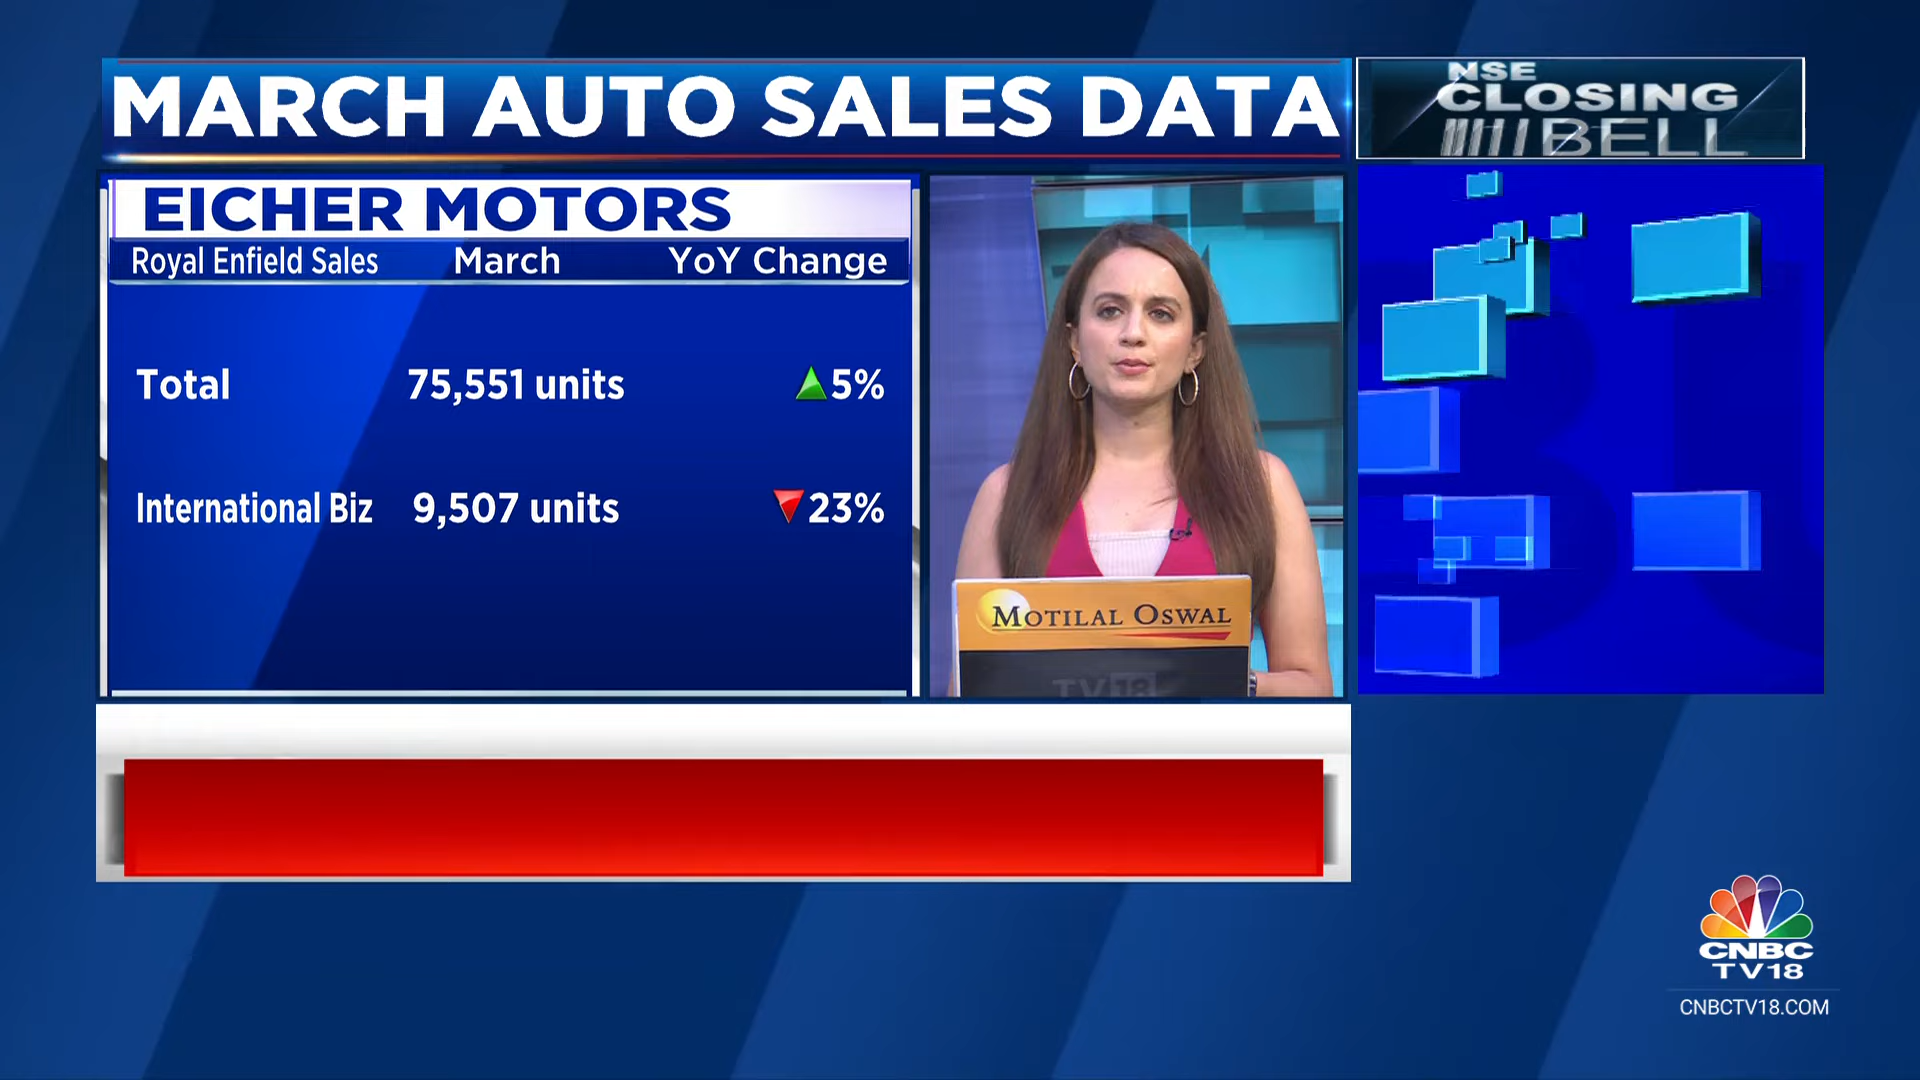 MARCH AUTO SALES DATA
NSE
CLOSING
BELL
EICHER MOTORS
Royal Enfield Sales March YoY Change
Total 75,551 units 5%
International Biz 9,507 units 23%
MOTILAL OSWAL
TV18
CNBC
TV18
CNBCTV18.COM